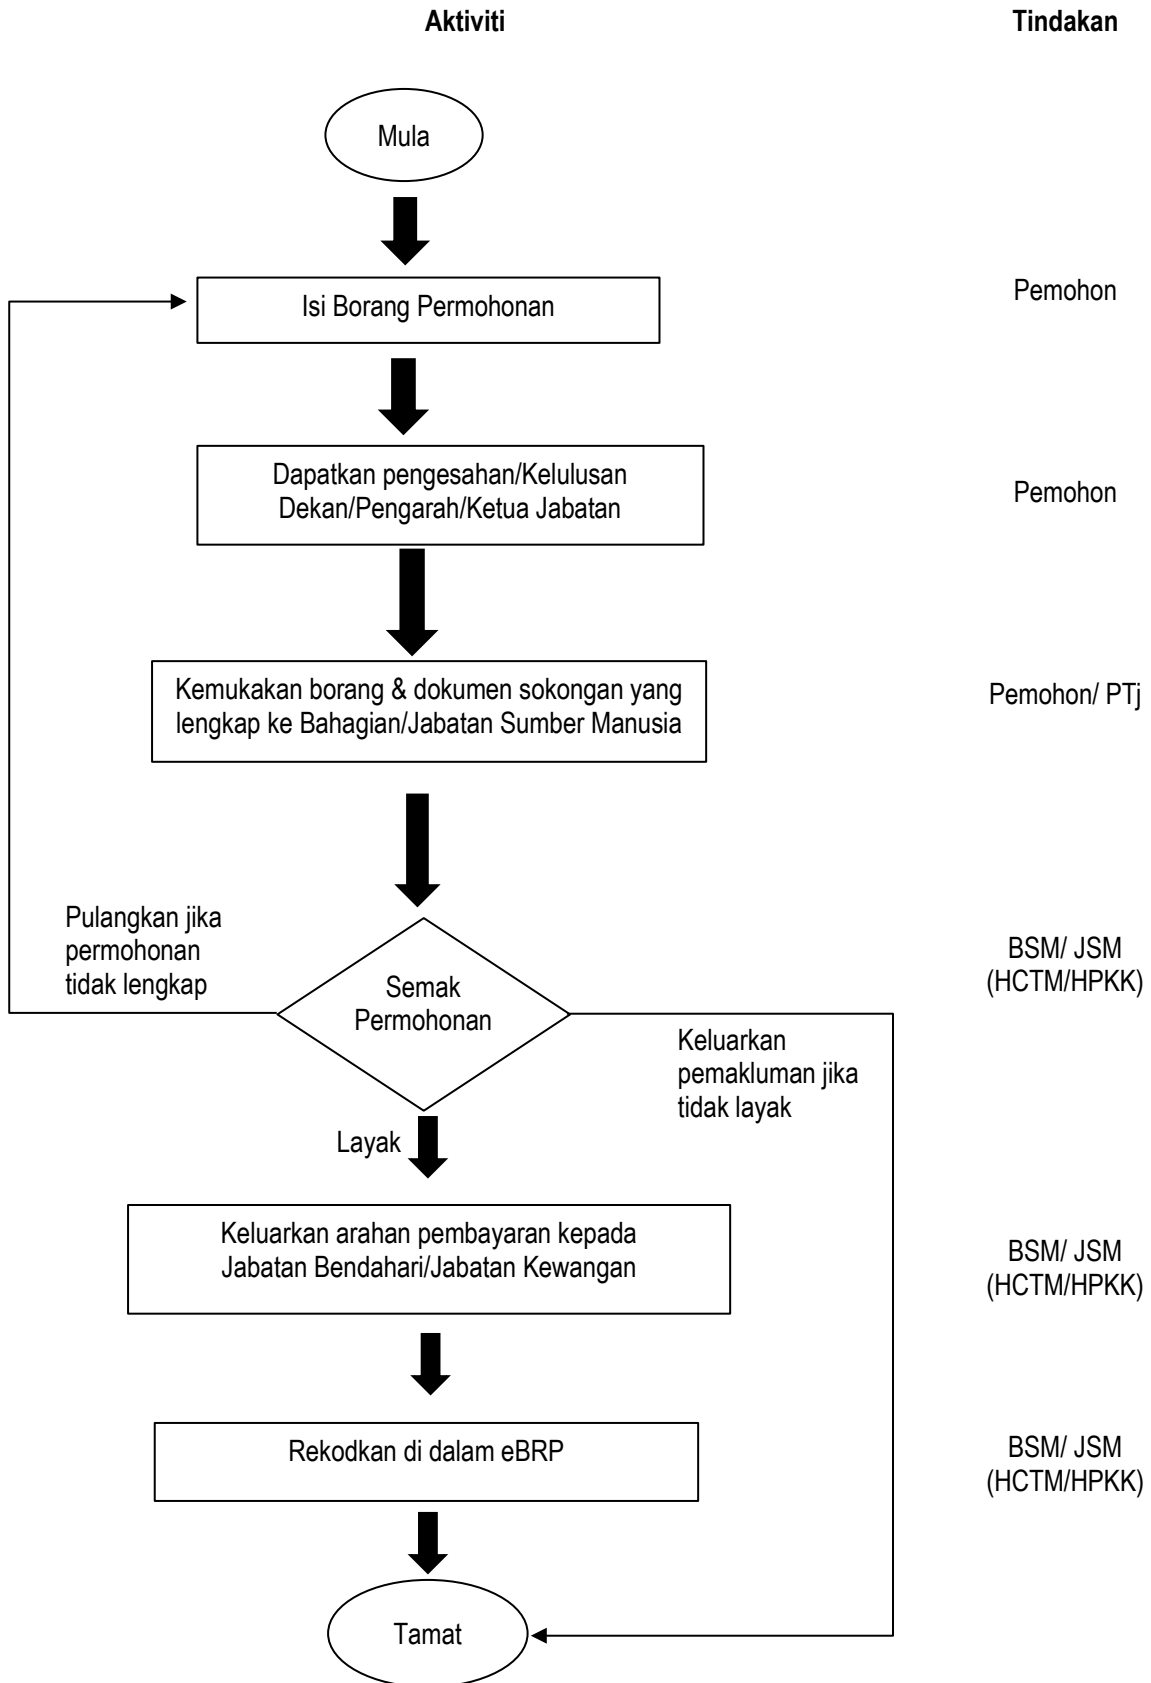 Aktiviti
Tindakan
Mula
Isi Borang Permohonan
Pemohon
Dapatkan pengesahan/Kelulusan
Dekan/Pengarah/Ketua Jabatan
Pemohon
Kemukakan borang & dokumen sokongan yang
lengkap ke Bahagian/Jabatan Sumber Manusia
Pemohon/ PTj
Pulangkan jika
permohonan
tidak lengkap
Semak
Permohonan
BSM/ JSM
(HCTM/HPKK)
Keluarkan
pemakluman jika
tidak layak
Layak
Keluarkan arahan pembayaran kepada
Jabatan Bendahari/Jabatan Kewangan
BSM/ JSM
(HCTM/HPKK)
Rekodkan di dalam eBRP
BSM/ JSM
(HCTM/HPKK)
Tamat